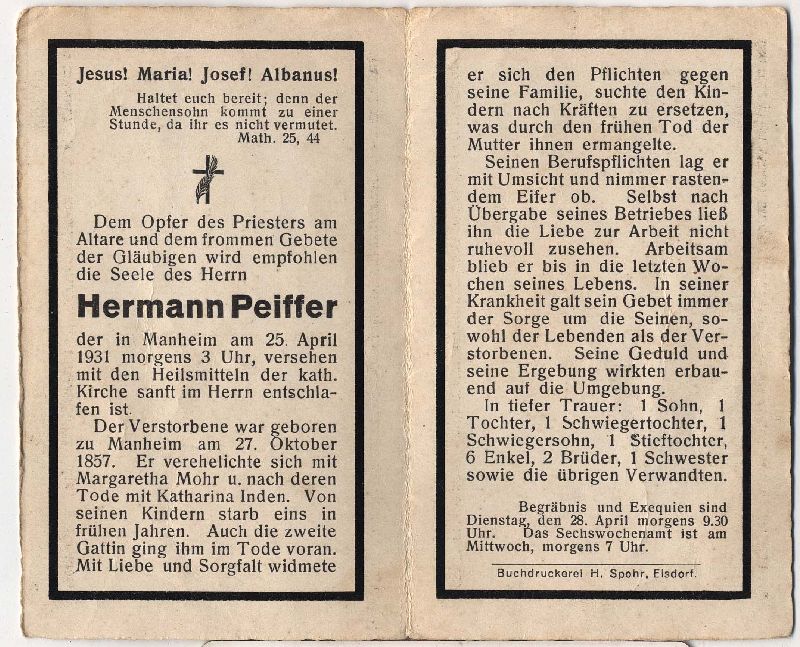 Jesus! Maria! Josef! Albanus!
Haltet euch bereit; denn der
Menschensohn kommt zu einer
Stunde, da ihr es nicht vermutet.
Math. 25, 44
Dem Opfer des Priesters am
Altare und dem frommen Gebete
der Gläubigen wird empfohlen
die Seele des Herrn
Hermann Peiffer
der in Manheim am 25. April
1931 morgens 3 Uhr, versehen
mit den Heilsmitteln der kath.
Kirche sanft im Herrn entschla-
fen ist.
Der Verstorbene war geboren
zu Manheim am 27. Oktober
1857. Er verehelichte sich mit
Margaretha Mohr u. nach deren
Tode mit Katharina Inden. Von
seinen Kindern starb eins in
frühen Jahren. Auch die zweite
Gattin ging ihm im Tode voran.
Mit Liebe und Sorgfalt widmete
er sich den Pflichten gegen
seine Familie, suchte den Kin-
dern nach Kräften zu ersetzen,
was durch den frühen Tod der
Mutter ihnen ermangelte.
Seinen Berufspflichten lag er
mit Umsicht und nimmer rasten-
dem Eifer ob. Selbst nach
Übergabe seines Betriebes ließ
ihn die Liebe zur Arbeit nicht
ruhevoll zusehen. Arbeitsam
blieb er bis in die letzten Wo-
chen seines Lebens. In seiner
Krankheit galt sein Gebet immer
der Sorge um die Seinen, so-
wohl der Lebenden als der Ver-
storbenen. Seine Geduld und
seine Ergebung wirkten erbau-
end auf die Umgebung.
In tiefer Trauer: 1 Sohn, 1
Tochter, 1 Schwiegertochter, 1
Schwiegersohn, 1 Stieftochter,
6 Enkel, 2 Brüder, 1 Schwester
sowie die übrigen Verwandten.
Begräbnis und Exequien sind
Dienstag, den 28. April morgens 9.30
Uhr. Das Sechswochenamt ist am
Mittwoch, morgens 7 Uhr.
Buchdruckerei H. Spohr, Elsdorf.